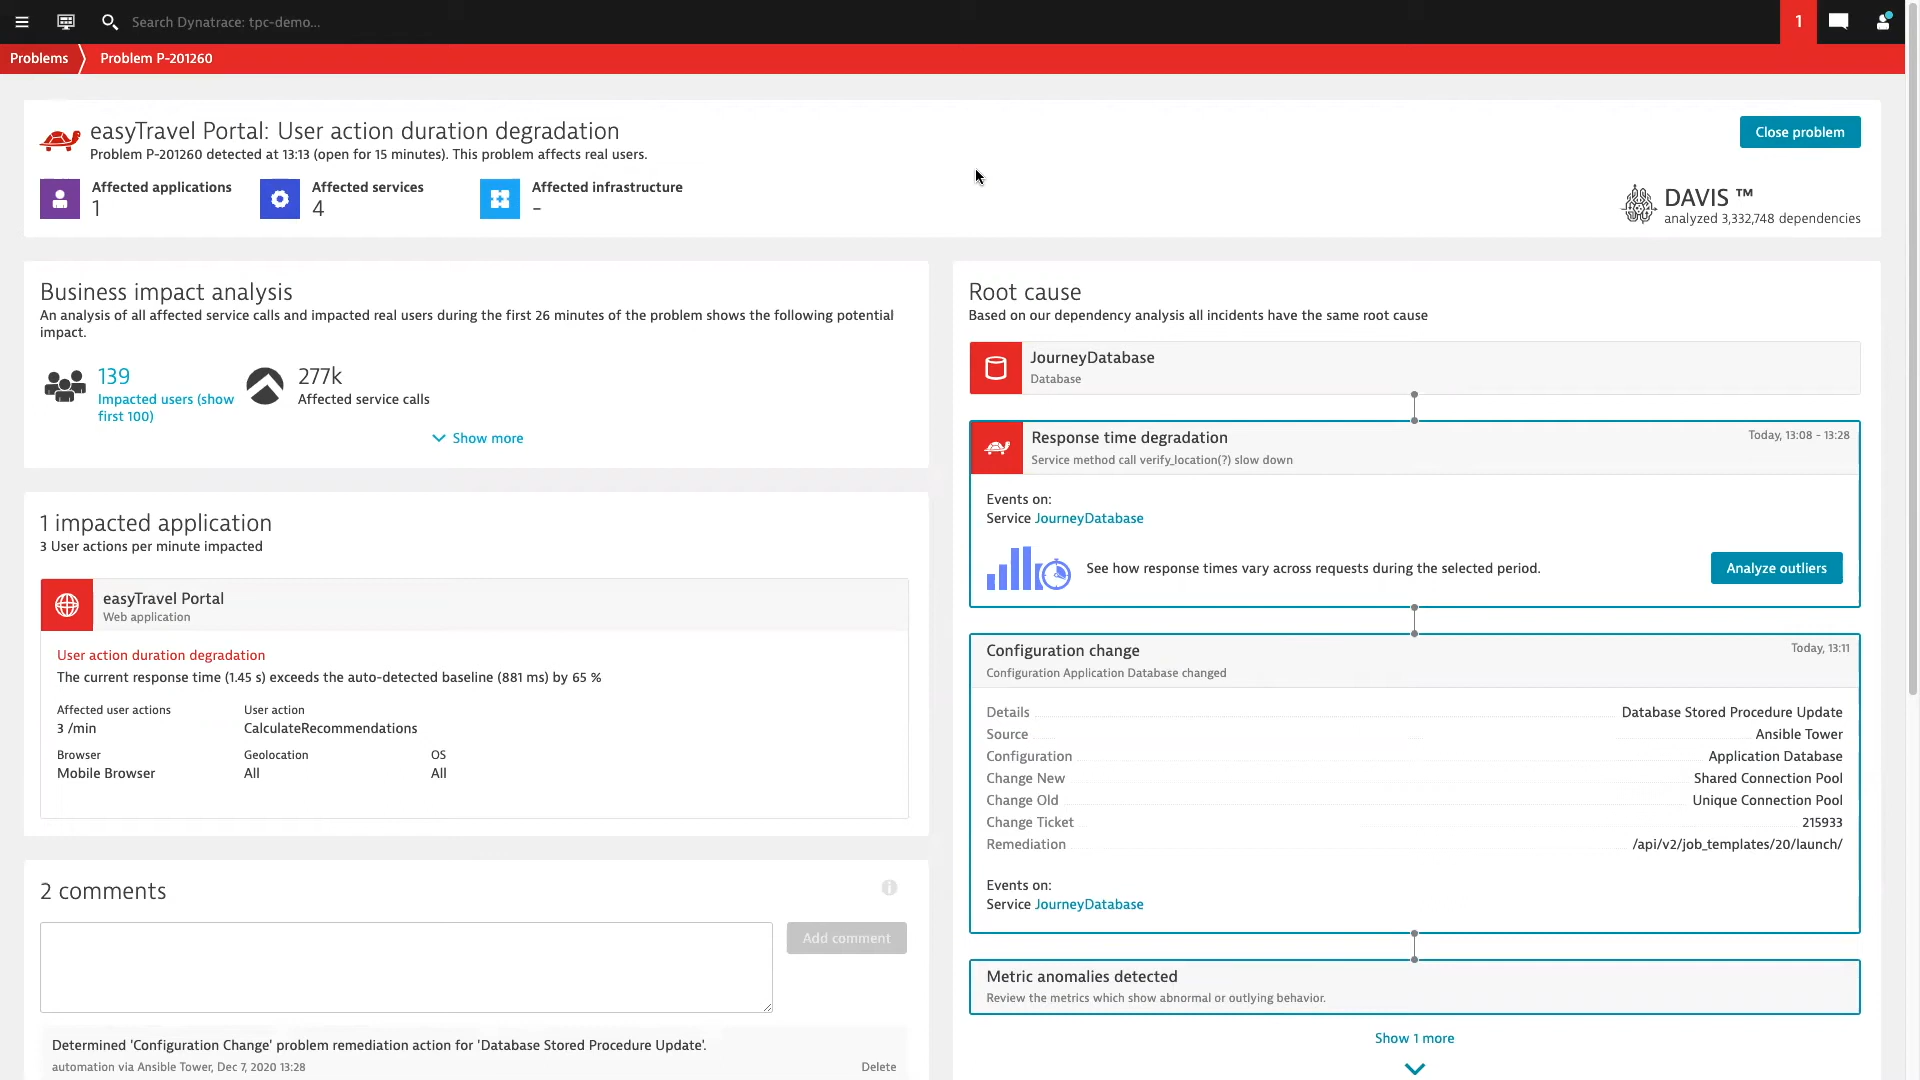 Search Dynatrace: tpc-demo...
1
Problems
Problem P-201260
easyTravel Portal: User action duration degradation
Problem P-201260 detected at 13:13 (open for 15 minutes). This problem affects real users.
Close problem
Affected applications
1
Affected services
4
Affected infrastructure
-
DAVIS ™
analyzed 3,332,748 dependencies
Business impact analysis
An analysis of all affected service calls and impacted real users during the first 26 minutes of the problem shows the following potential
impact.
139
Impacted users (show
first 100)
277k
Affected service calls
Show more
1 impacted application
3 User actions per minute impacted
easyTravel Portal
Web application
User action duration degradation
The current response time (1.45 s) exceeds the auto-detected baseline (881 ms) by 65 %
Affected user actions
3 /min
User action
CalculateRecommendations
Browser
Mobile Browser
Geolocation
All
OS
All
2 comments
Add comment
Determined 'Configuration Change' problem remediation action for 'Database Stored Procedure Update'.
automation via Ansible Tower, Dec 7, 2020 13:28
Delete
Root cause
Based on our dependency analysis all incidents have the same root cause
JourneyDatabase
Database
Response time degradation
Today, 13:08 - 13:28
Service method call verify_location(?) slow down
Events on:
Service JourneyDatabase
See how response times vary across requests during the selected period.
Analyze outliers
Configuration change
Today, 13:11
Configuration Application Database changed
Details Database Stored Procedure Update
Source Ansible Tower
Configuration Application Database
Change New Shared Connection Pool
Change Old Unique Connection Pool
Change Ticket 215933
Remediation /api/v2/job_templates/20/launch/
Events on:
Service JourneyDatabase
Metric anomalies detected
Review the metrics which show abnormal or outlying behavior.
Show 1 more